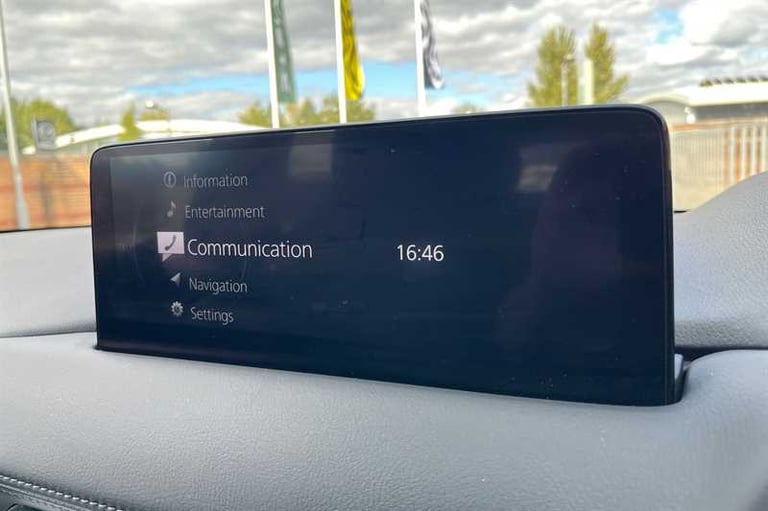 Information
Entertainment
Communication
16:46
Navigation
Settings